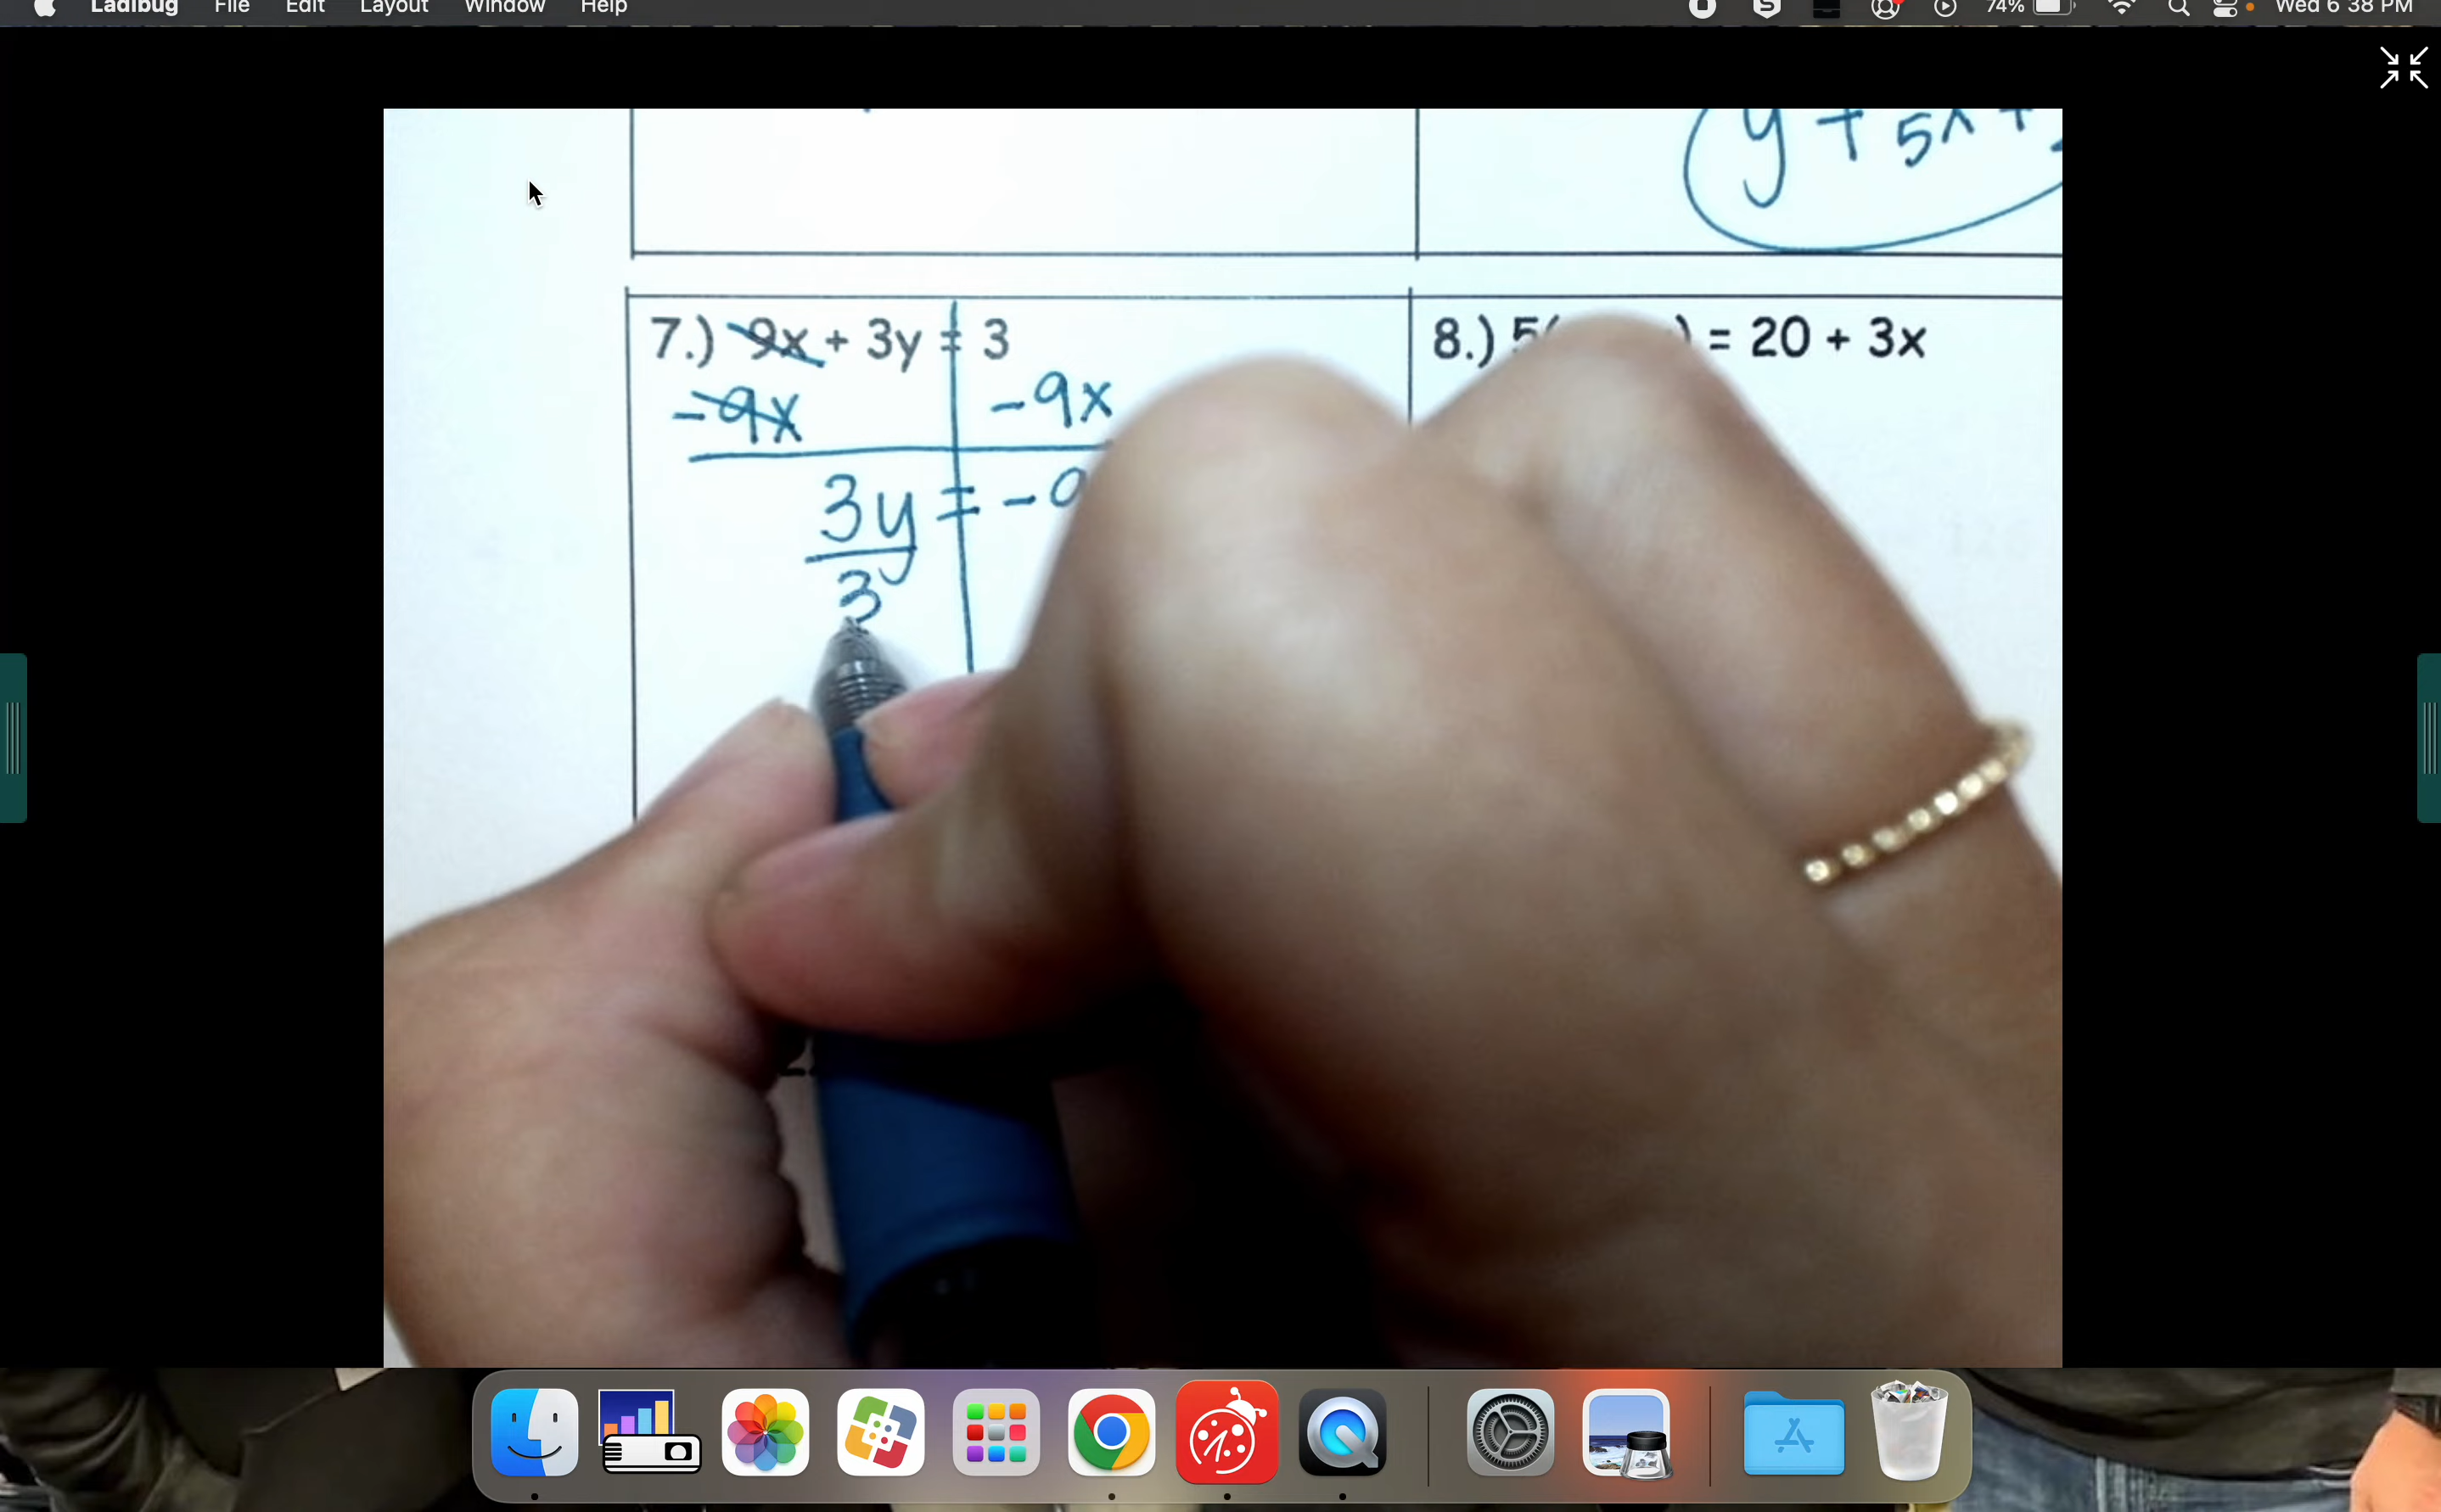 Ladibug File Edit Layout Window Help 74% Wed 6 38 PM
y + 5x +
7.) 9x + 3y = 3
8.) 5( ) = 20 + 3x
-9x -9x
3y = -9
3